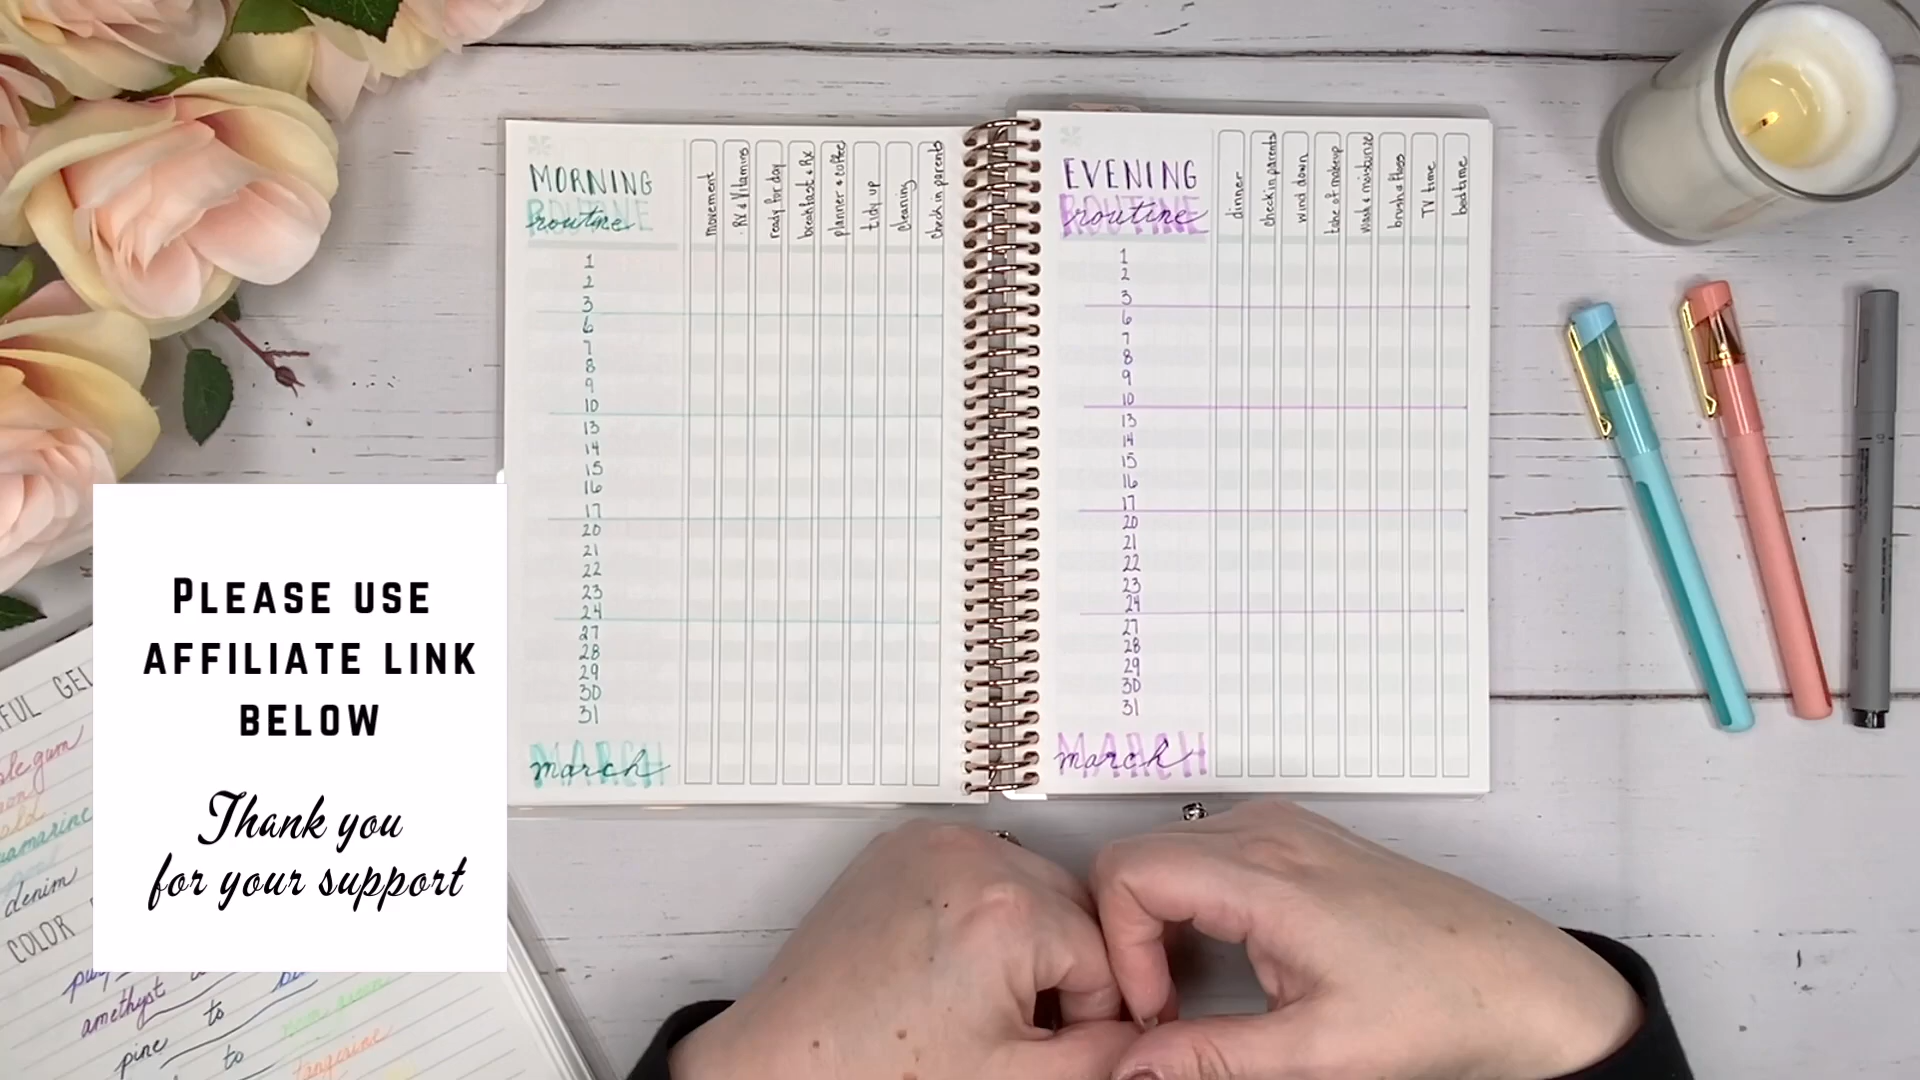 MORNING
ROUTINE
routine
movement
Rx & Vitamins
ready for day
breakfast & Rx
planner & coffee
tidy up
cleaning
check in parents
1
2
3
6
7
8
9
10
13
14
15
16
17
20
21
22
23
24
27
28
29
30
31
MARCH
march
EVENING
ROUTINE
routine
dinner
check in parents
wind down
take of makeup
wash & moisturize
brush & floss
TV time
bedtime
1
2
3
6
7
8
9
10
13
14
15
16
17
20
21
22
23
24
27
28
29
30
31
MARCH
march
PLEASE USE
AFFILIATE LINK
BELOW
Thank you
for your support
GEL
denim
COLOR
amethyst
to
pine
to
tangerine